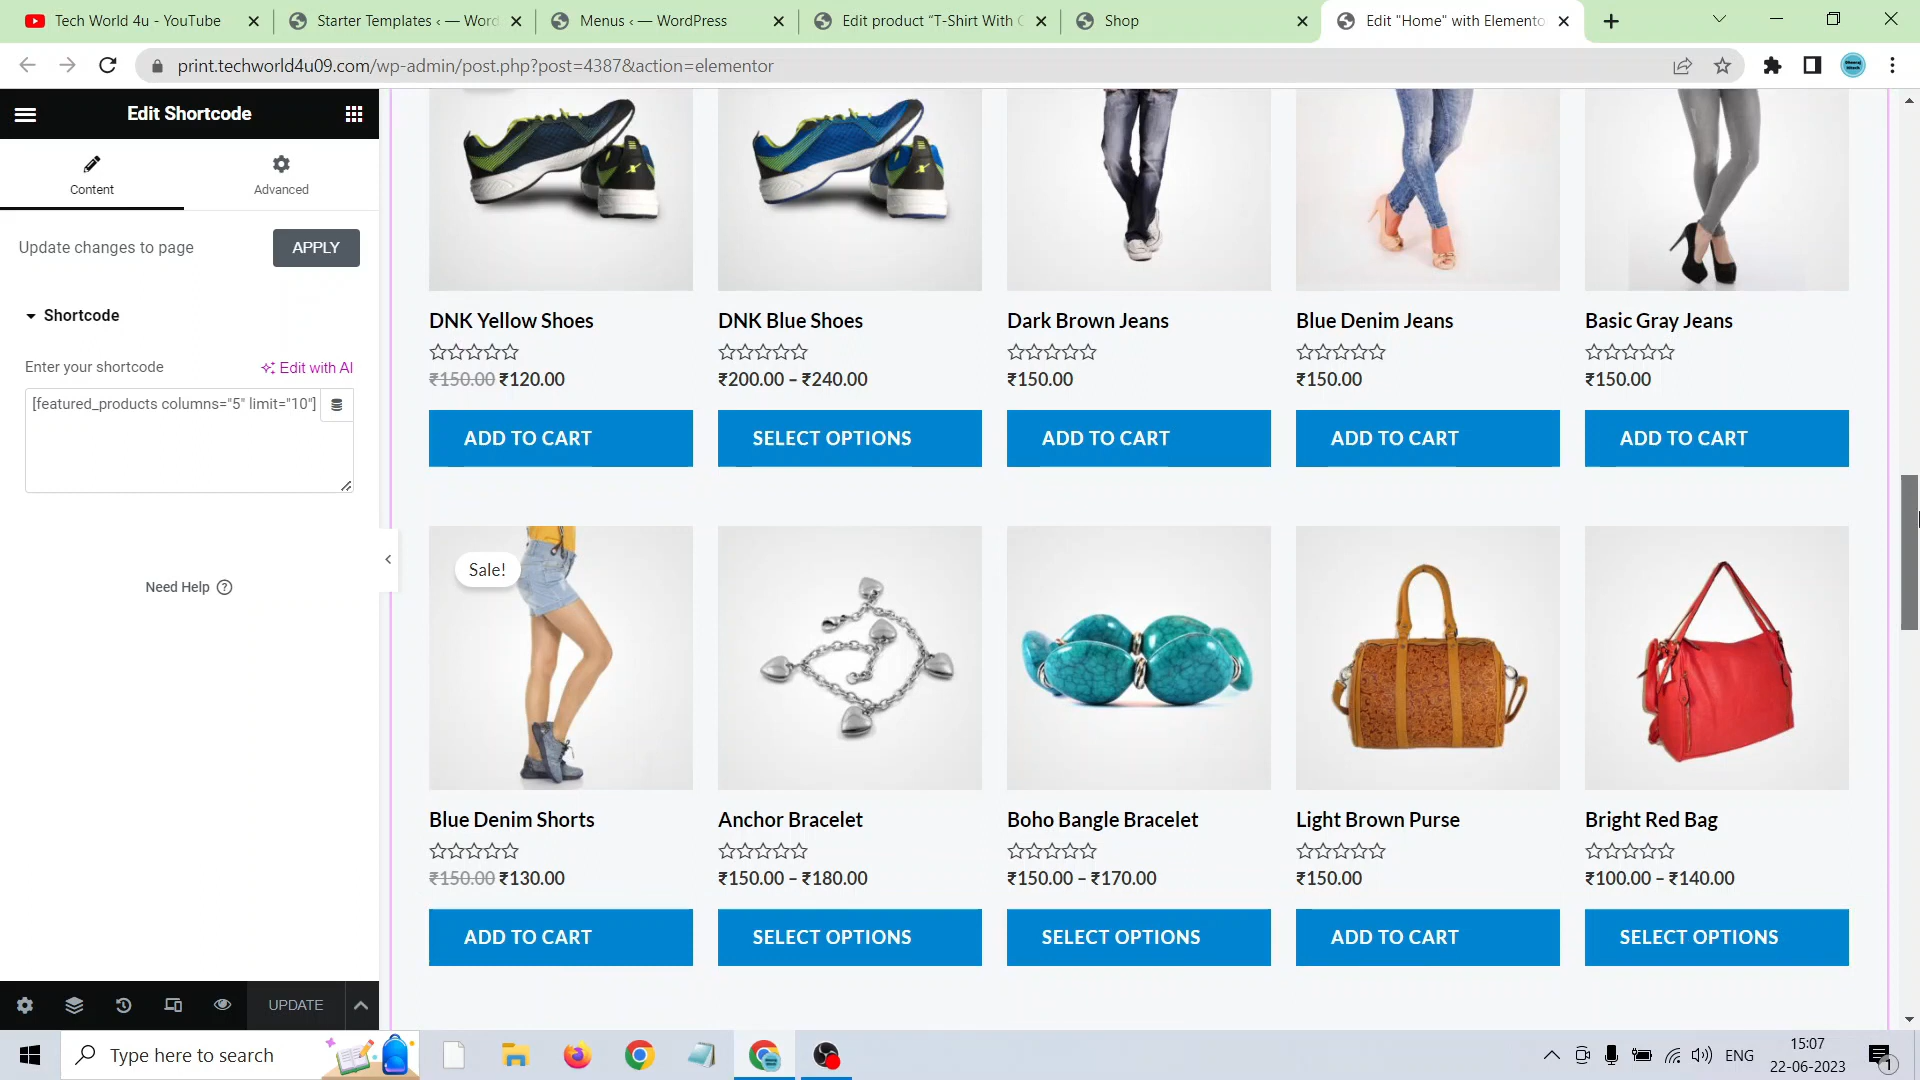 Tech World 4u - YouTube
Starter Templates ‹ — Word
Menus ‹ — WordPress
Edit product “T-Shirt With C
Shop
Edit "Home" with Elemento
print.techworld4u09.com/wp-admin/post.php?post=4387&action=elementor
Edit Shortcode
Content
Advanced
Update changes to page
APPLY
Shortcode
Enter your shortcode
Edit with AI
[featured_products columns="5" limit="10"]
Need Help
DNK Yellow Shoes
₹150.00 ₹120.00
ADD TO CART
DNK Blue Shoes
₹200.00 – ₹240.00
SELECT OPTIONS
Dark Brown Jeans
₹150.00
ADD TO CART
Blue Denim Jeans
₹150.00
ADD TO CART
Basic Gray Jeans
₹150.00
ADD TO CART
Sale!
Blue Denim Shorts
₹150.00 ₹130.00
ADD TO CART
Anchor Bracelet
₹150.00 – ₹180.00
SELECT OPTIONS
Boho Bangle Bracelet
₹150.00 – ₹170.00
SELECT OPTIONS
Light Brown Purse
₹150.00
ADD TO CART
Bright Red Bag
₹100.00 – ₹140.00
SELECT OPTIONS
UPDATE
Type here to search
ENG
15:07
22-06-2023
1